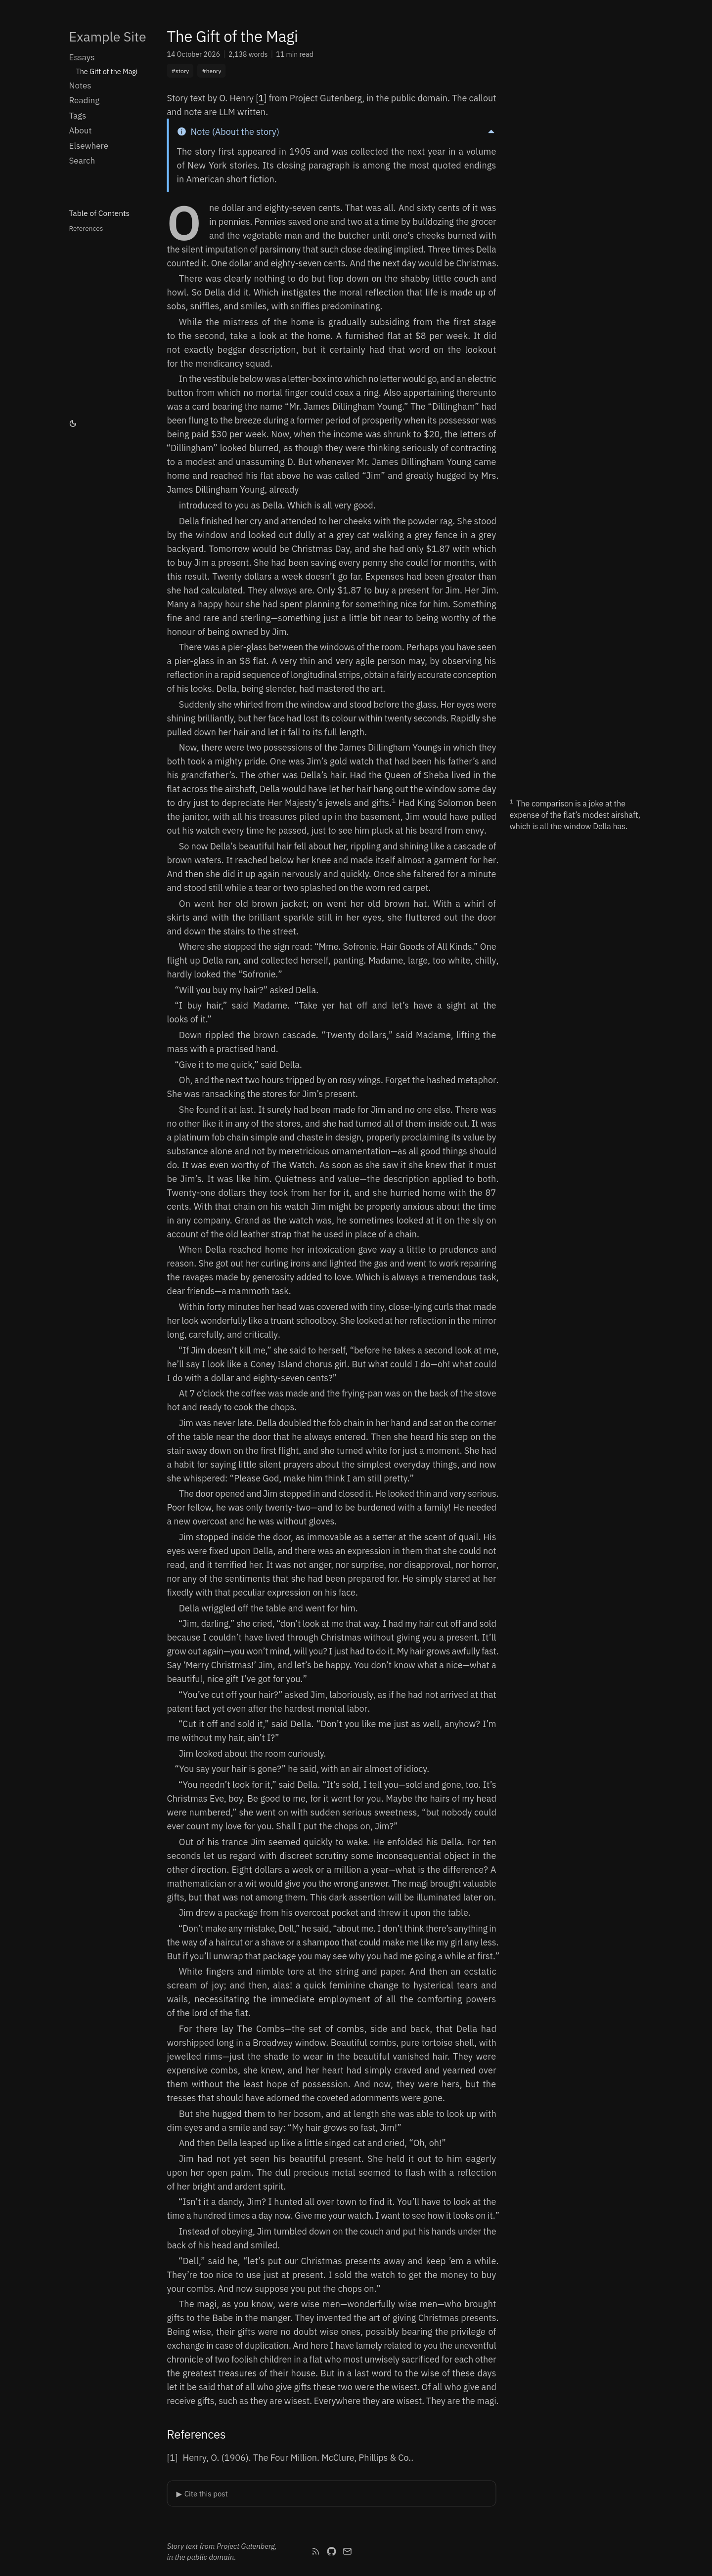 Example Site
Essays
The Gift of the Magi
Notes
Reading
Tags
About
Elsewhere
Search
Table of Contents
References
The Gift of the Magi
14 October 2026 | 2,138 words | 11 min read
#story #henry
Story text by O. Henry [1] from Project Gutenberg, in the public domain. The callout
and note are LLM written.
Note (About the story)
The story first appeared in 1905 and was collected the next year in a volume
of New York stories. Its closing paragraph is among the most quoted endings
in American short fiction.
One dollar and eighty-seven cents. That was all. And sixty cents of it was
in pennies. Pennies saved one and two at a time by bulldozing the grocer
and the vegetable man and the butcher until one’s cheeks burned with
the silent imputation of parsimony that such close dealing implied. Three times Della
counted it. One dollar and eighty-seven cents. And the next day would be Christmas.
There was clearly nothing to do but flop down on the shabby little couch and
howl. So Della did it. Which instigates the moral reflection that life is made up of
sobs, sniffles, and smiles, with sniffles predominating.
While the mistress of the home is gradually subsiding from the first stage
to the second, take a look at the home. A furnished flat at $8 per week. It did
not exactly beggar description, but it certainly had that word on the lookout
for the mendicancy squad.
In the vestibule below was a letter-box into which no letter would go, and an electric
button from which no mortal finger could coax a ring. Also appertaining thereunto
was a card bearing the name “Mr. James Dillingham Young.” The “Dillingham” had
been flung to the breeze during a former period of prosperity when its possessor was
being paid $30 per week. Now, when the income was shrunk to $20, the letters of
“Dillingham” looked blurred, as though they were thinking seriously of contracting
to a modest and unassuming D. But whenever Mr. James Dillingham Young came
home and reached his flat above he was called “Jim” and greatly hugged by Mrs.
James Dillingham Young, already
introduced to you as Della. Which is all very good.
Della finished her cry and attended to her cheeks with the powder rag. She stood
by the window and looked out dully at a grey cat walking a grey fence in a grey
backyard. Tomorrow would be Christmas Day, and she had only $1.87 with which
to buy Jim a present. She had been saving every penny she could for months, with
this result. Twenty dollars a week doesn’t go far. Expenses had been greater than
she had calculated. They always are. Only $1.87 to buy a present for Jim. Her Jim.
Many a happy hour she had spent planning for something nice for him. Something
fine and rare and sterling—something just a little bit near to being worthy of the
honour of being owned by Jim.
There was a pier-glass between the windows of the room. Perhaps you have seen
a pier-glass in an $8 flat. A very thin and very agile person may, by observing his
reflection in a rapid sequence of longitudinal strips, obtain a fairly accurate conception
of his looks. Della, being slender, had mastered the art.
Suddenly she whirled from the window and stood before the glass. Her eyes were
shining brilliantly, but her face had lost its colour within twenty seconds. Rapidly she
pulled down her hair and let it fall to its full length.
Now, there were two possessions of the James Dillingham Youngs in which they
both took a mighty pride. One was Jim’s gold watch that had been his father’s and
his grandfather’s. The other was Della’s hair. Had the Queen of Sheba lived in the
flat across the airshaft, Della would have let her hair hang out the window some day
to dry just to depreciate Her Majesty’s jewels and gifts.1 Had King Solomon been
the janitor, with all his treasures piled up in the basement, Jim would have pulled
out his watch every time he passed, just to see him pluck at his beard from envy.
1 The comparison is a joke at the
expense of the flat’s modest airshaft,
which is all the window Della has.
So now Della’s beautiful hair fell about her, rippling and shining like a cascade of
brown waters. It reached below her knee and made itself almost a garment for her.
And then she did it up again nervously and quickly. Once she faltered for a minute
and stood still while a tear or two splashed on the worn red carpet.
On went her old brown jacket; on went her old brown hat. With a whirl of
skirts and with the brilliant sparkle still in her eyes, she fluttered out the door
and down the stairs to the street.
Where she stopped the sign read: “Mme. Sofronie. Hair Goods of All Kinds.” One
flight up Della ran, and collected herself, panting. Madame, large, too white, chilly,
hardly looked the “Sofronie.”
“Will you buy my hair?” asked Della.
“I buy hair,” said Madame. “Take yer hat off and let’s have a sight at the
looks of it.”
Down rippled the brown cascade. “Twenty dollars,” said Madame, lifting the
mass with a practised hand.
“Give it to me quick,” said Della.
Oh, and the next two hours tripped by on rosy wings. Forget the hashed metaphor.
She was ransacking the stores for Jim’s present.
She found it at last. It surely had been made for Jim and no one else. There was
no other like it in any of the stores, and she had turned all of them inside out. It was
a platinum fob chain simple and chaste in design, properly proclaiming its value by
substance alone and not by meretricious ornamentation—as all good things should
do. It was even worthy of The Watch. As soon as she saw it she knew that it must
be Jim’s. It was like him. Quietness and value—the description applied to both.
Twenty-one dollars they took from her for it, and she hurried home with the 87
cents. With that chain on his watch Jim might be properly anxious about the time
in any company. Grand as the watch was, he sometimes looked at it on the sly on
account of the old leather strap that he used in place of a chain.
When Della reached home her intoxication gave way a little to prudence and
reason. She got out her curling irons and lighted the gas and went to work repairing
the ravages made by generosity added to love. Which is always a tremendous task,
dear friends—a mammoth task.
Within forty minutes her head was covered with tiny, close-lying curls that made
her look wonderfully like a truant schoolboy. She looked at her reflection in the mirror
long, carefully, and critically.
“If Jim doesn’t kill me,” she said to herself, “before he takes a second look at me,
he’ll say I look like a Coney Island chorus girl. But what could I do—oh! what could
I do with a dollar and eighty-seven cents?”
At 7 o’clock the coffee was made and the frying-pan was on the back of the stove
hot and ready to cook the chops.
Jim was never late. Della doubled the fob chain in her hand and sat on the corner
of the table near the door that he always entered. Then she heard his step on the
stair away down on the first flight, and she turned white for just a moment. She had
a habit for saying little silent prayers about the simplest everyday things, and now
she whispered: “Please God, make him think I am still pretty.”
The door opened and Jim stepped in and closed it. He looked thin and very serious.
Poor fellow, he was only twenty-two—and to be burdened with a family! He needed
a new overcoat and he was without gloves.
Jim stopped inside the door, as immovable as a setter at the scent of quail. His
eyes were fixed upon Della, and there was an expression in them that she could not
read, and it terrified her. It was not anger, nor surprise, nor disapproval, nor horror,
nor any of the sentiments that she had been prepared for. He simply stared at her
fixedly with that peculiar expression on his face.
Della wriggled off the table and went for him.
“Jim, darling,” she cried, “don’t look at me that way. I had my hair cut off and sold
because I couldn’t have lived through Christmas without giving you a present. It’ll
grow out again—you won’t mind, will you? I just had to do it. My hair grows awfully fast.
Say ‘Merry Christmas!’ Jim, and let’s be happy. You don’t know what a nice—what a
beautiful, nice gift I’ve got for you.”
“You’ve cut off your hair?” asked Jim, laboriously, as if he had not arrived at that
patent fact yet even after the hardest mental labor.
“Cut it off and sold it,” said Della. “Don’t you like me just as well, anyhow? I’m
me without my hair, ain’t I?”
Jim looked about the room curiously.
“You say your hair is gone?” he said, with an air almost of idiocy.
“You needn’t look for it,” said Della. “It’s sold, I tell you—sold and gone, too. It’s
Christmas Eve, boy. Be good to me, for it went for you. Maybe the hairs of my head
were numbered,” she went on with sudden serious sweetness, “but nobody could
ever count my love for you. Shall I put the chops on, Jim?”
Out of his trance Jim seemed quickly to wake. He enfolded his Della. For ten
seconds let us regard with discreet scrutiny some inconsequential object in the
other direction. Eight dollars a week or a million a year—what is the difference? A
mathematician or a wit would give you the wrong answer. The magi brought valuable
gifts, but that was not among them. This dark assertion will be illuminated later on.
Jim drew a package from his overcoat pocket and threw it upon the table.
“Don’t make any mistake, Dell,” he said, “about me. I don’t think there’s anything in
the way of a haircut or a shave or a shampoo that could make me like my girl any less.
But if you’ll unwrap that package you may see why you had me going a while at first.”
White fingers and nimble tore at the string and paper. And then an ecstatic
scream of joy; and then, alas! a quick feminine change to hysterical tears and
wails, necessitating the immediate employment of all the comforting powers
of the lord of the flat.
For there lay The Combs—the set of combs, side and back, that Della had
worshipped long in a Broadway window. Beautiful combs, pure tortoise shell, with
jewelled rims—just the shade to wear in the beautiful vanished hair. They were
expensive combs, she knew, and her heart had simply craved and yearned over
them without the least hope of possession. And now, they were hers, but the
tresses that should have adorned the coveted adornments were gone.
But she hugged them to her bosom, and at length she was able to look up with
dim eyes and a smile and say: “My hair grows so fast, Jim!”
And then Della leaped up like a little singed cat and cried, “Oh, oh!”
Jim had not yet seen his beautiful present. She held it out to him eagerly
upon her open palm. The dull precious metal seemed to flash with a reflection
of her bright and ardent spirit.
“Isn’t it a dandy, Jim? I hunted all over town to find it. You’ll have to look at the
time a hundred times a day now. Give me your watch. I want to see how it looks on it.”
Instead of obeying, Jim tumbled down on the couch and put his hands under the
back of his head and smiled.
“Dell,” said he, “let’s put our Christmas presents away and keep ’em a while.
They’re too nice to use just at present. I sold the watch to get the money to buy
your combs. And now suppose you put the chops on.”
The magi, as you know, were wise men—wonderfully wise men—who brought
gifts to the Babe in the manger. They invented the art of giving Christmas presents.
Being wise, their gifts were no doubt wise ones, possibly bearing the privilege of
exchange in case of duplication. And here I have lamely related to you the uneventful
chronicle of two foolish children in a flat who most unwisely sacrificed for each other
the greatest treasures of their house. But in a last word to the wise of these days
let it be said that of all who give gifts these two were the wisest. Of all who give and
receive gifts, such as they are wisest. Everywhere they are wisest. They are the magi.
References
[1] Henry, O. (1906). The Four Million. McClure, Phillips & Co..
▶ Cite this post
Story text from Project Gutenberg,
in the public domain.